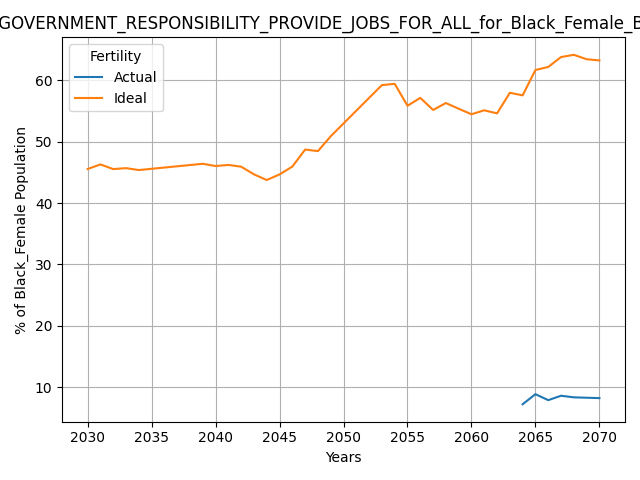 GOVERNMENT_RESPONSIBILITY_PROVIDE_JOBS_FOR_ALL_for_Black_Female_E
Fertility
Actual
Ideal
% of Black_Female Population
60
50
40
30
20
10
2030 2035 2040 2045 2050 2055 2060 2065 2070
Years